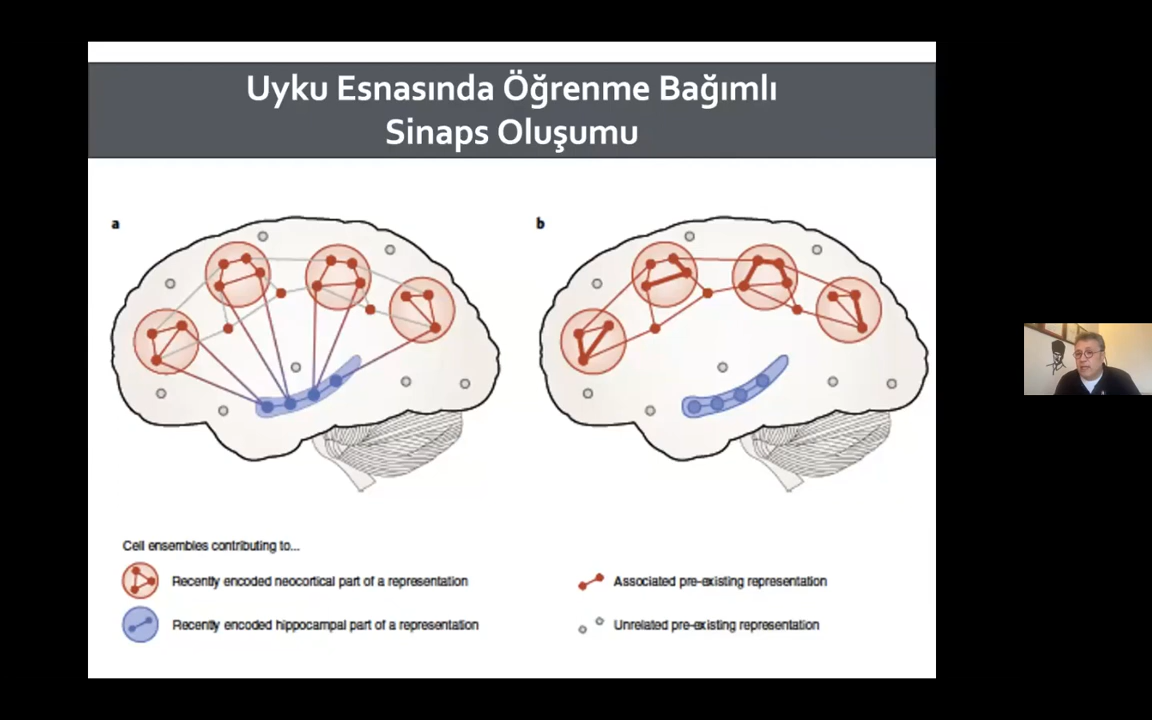 Uyku Esnasında Öğrenme Bağımlı
Sinaps Oluşumu
a
b
Cell ensembles contributing to...
Recently encoded neocortical part of a representation
Associated pre-existing representation
Recently encoded hippocampal part of a representation
Unrelated pre-existing representation